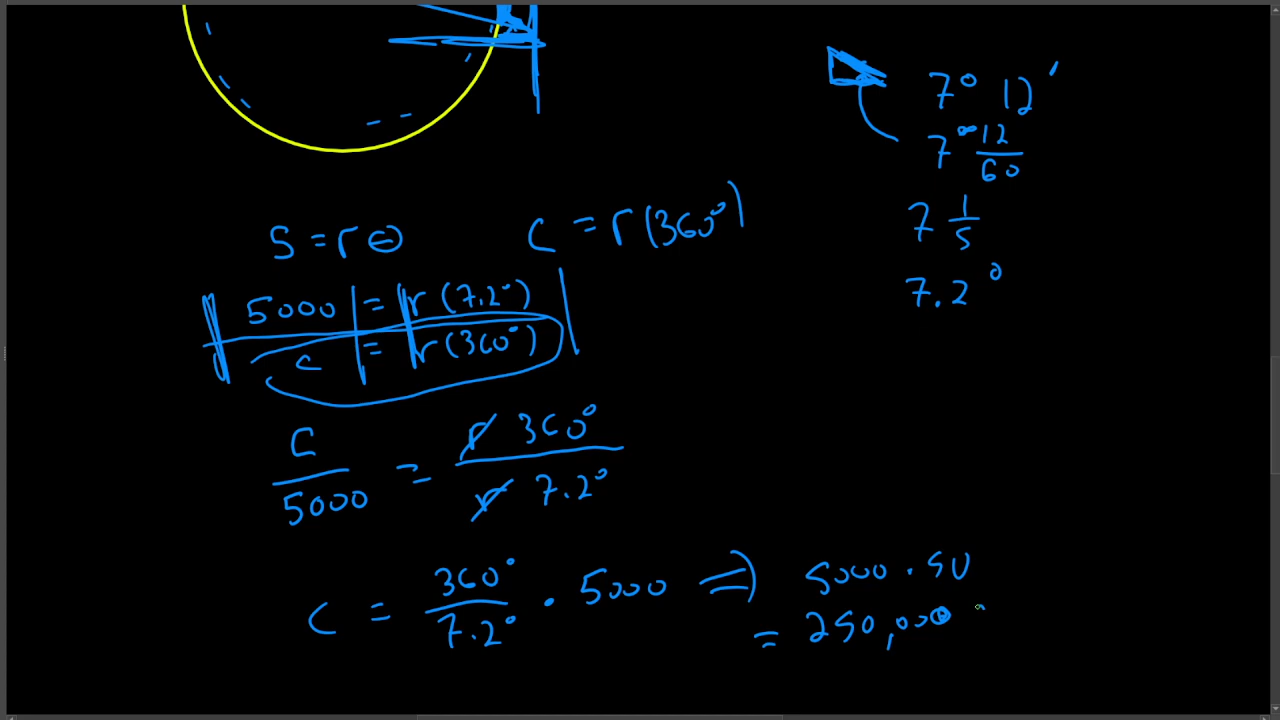 7° 12'
7° 12/60
7 1/5
7.2°
S = rθ
C = r(360°)
5000 = r(7.2°)
c = r(360°)
C/5000 = r 360°/r 7.2°
C = 360°/7.2° · 5000 ⇒ 5000 · 50
= 250,000